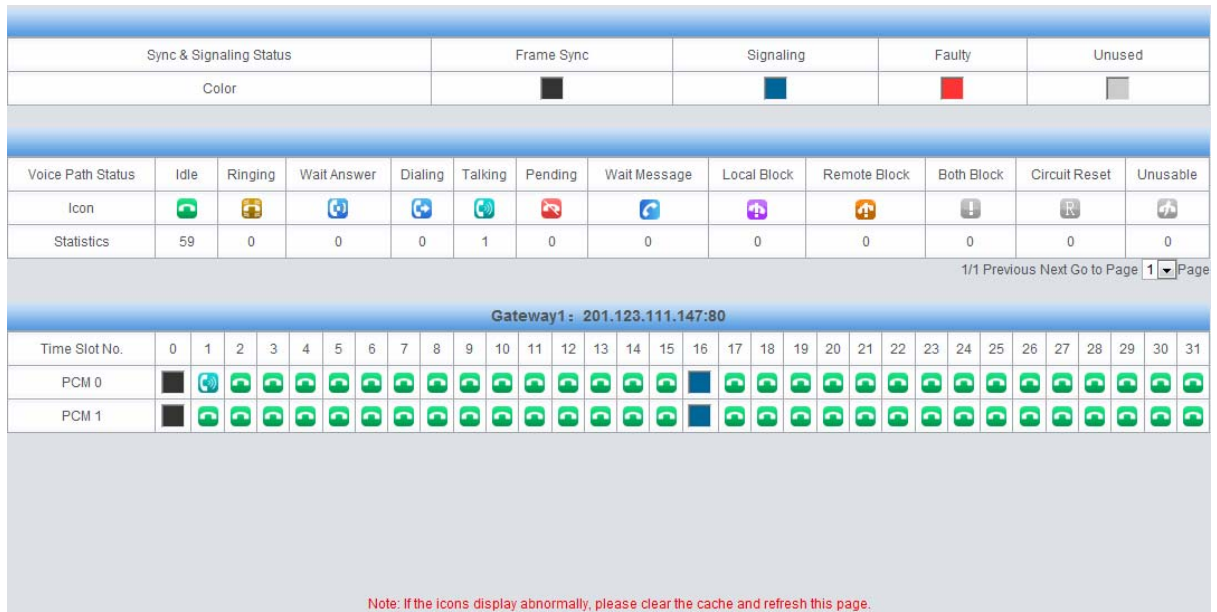 Sync & Signaling Status Frame Sync Signaling Faulty Unused
Color
Voice Path Status Idle Ringing Wait Answer Dialing Talking Pending Wait Message Local Block Remote Block Both Block Circuit Reset Unusable
Icon R
Statistics 59 0 0 0 1 0 0 0 0 0 0 0
1/1 Previous Next Go to Page 1 Page
Gateway1：201.123.111.147:80
Time Slot No. 0 1 2 3 4 5 6 7 8 9 10 11 12 13 14 15 16 17 18 19 20 21 22 23 24 25 26 27 28 29 30 31
PCM 0
PCM 1
Note: If the icons display abnormally, please clear the cache and refresh this page.